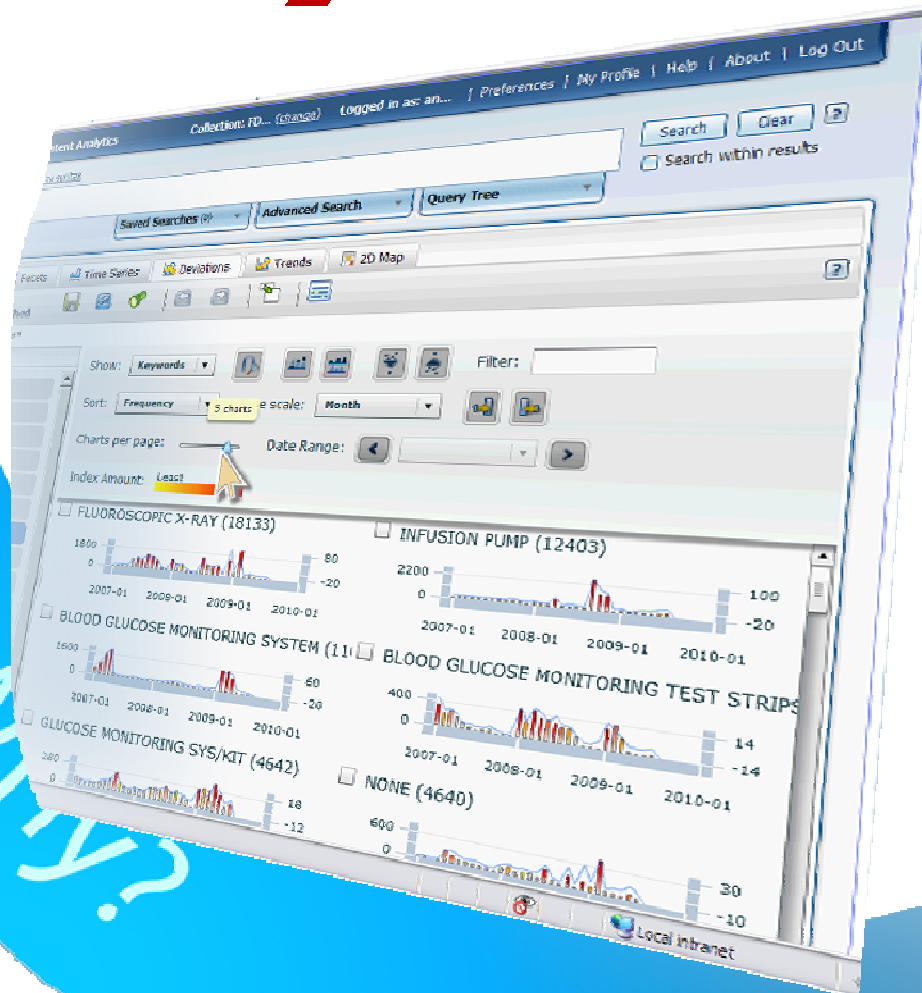 Collection: FD... (change) Logged in as: an... | Preferences | My Profile | Help | About | Log Out
Content Analytics
Search Clear ?
Search within results
Saved Searches Advanced Search Query Tree
Facets Time Series Deviations Trends 2D Map ?
Show: Keywords Filter:
Sort: Frequency 5 charts e scale: Month
Charts per page: Date Range:
Index Amount: Least
FLUOROSCOPIC X-RAY (18133)
1800 80
0 -20
2007-01 2008-01 2009-01 2010-01
INFUSION PUMP (12403)
2200 100
0 -20
2007-01 2008-01 2009-01 2010-01
BLOOD GLUCOSE MONITORING SYSTEM (11
1600 60
0 -20
2007-01 2008-01 2009-01 2010-01
BLOOD GLUCOSE MONITORING TEST STRIPS
400 14
0 -14
2007-01 2008-01 2009-01 2010-01
GLUCOSE MONITORING SYS/KIT (4642)
280 18
0 -12
NONE (4640)
600 30
0 -10
Local intranet
ny?